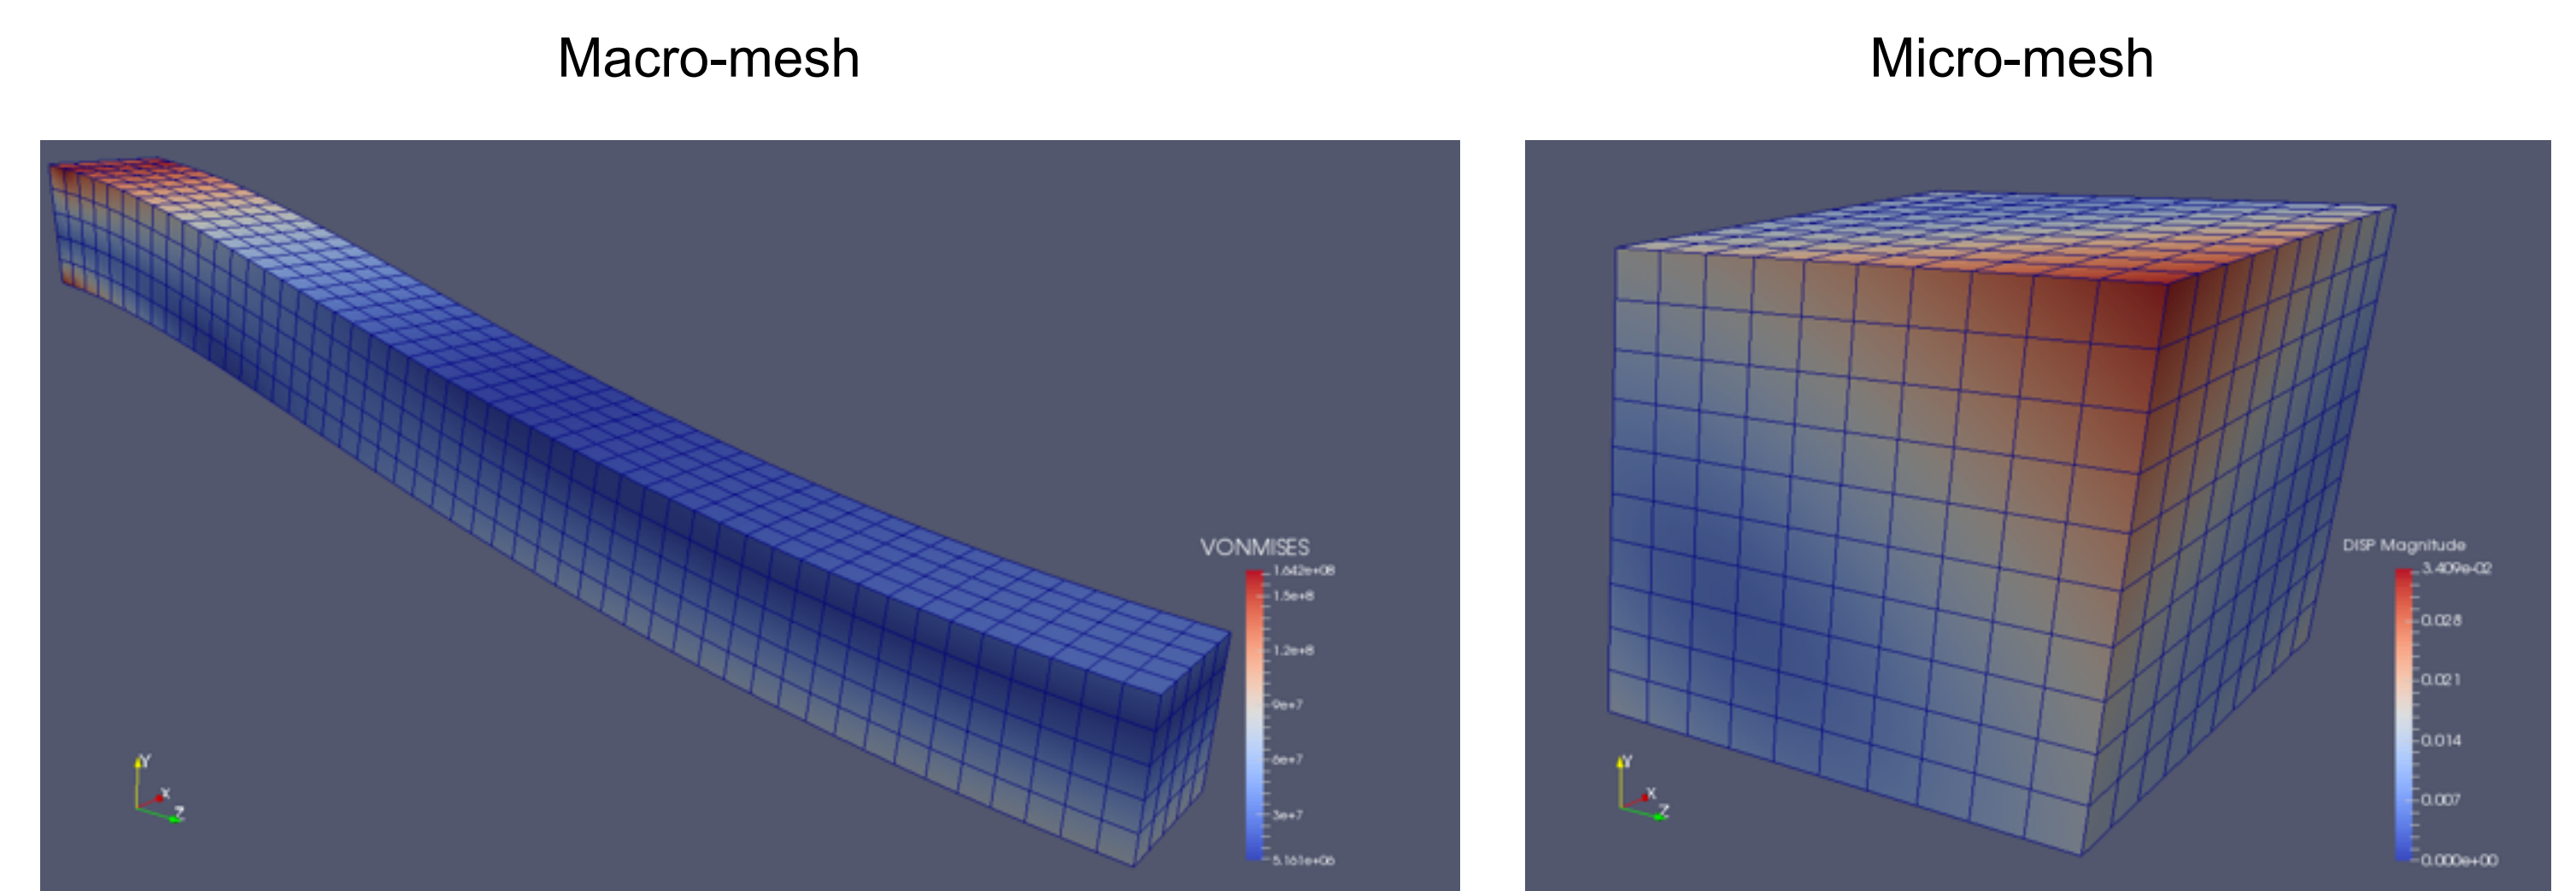 Macro-mesh
Micro-mesh
VONMISES
1.642e+08
1.5e+8
1.2e+8
9e+7
6e+7
3e+7
5.161e+06
Y
X
Z
DISP Magnitude
3.409e-02
0.028
0.021
0.014
0.007
0.000e+00
Y
X
Z